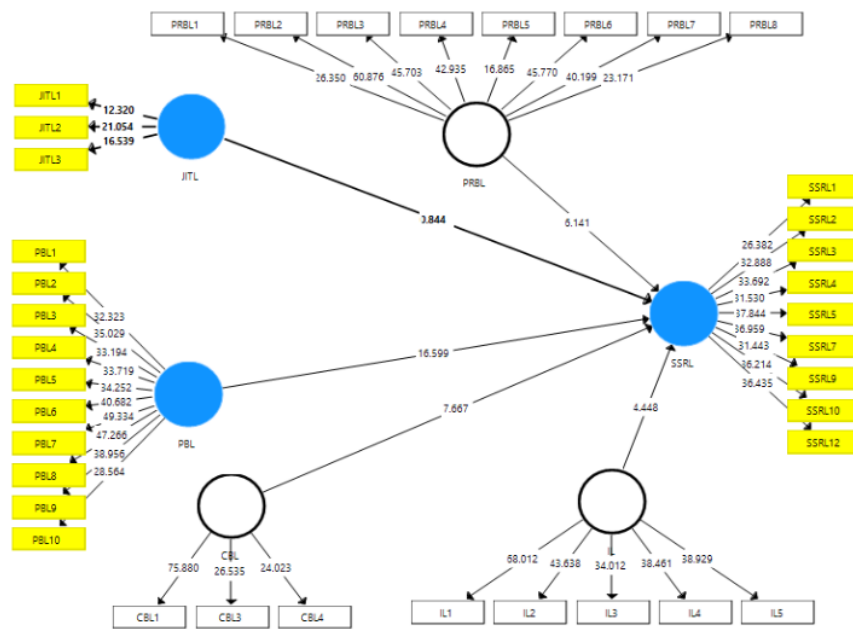 PRBL1 PRBL2 PRBL3 PRBL4 PRBL5 PRBL6 PRBL7 PRBL8
26.350 60.876 45.703 42.935 16.865 45.770 40.199 23.171
PRBL
JITL1
JITL2
JITL3
12.320
21.054
16.539
JITL
3.844
6.141
SSRL1
SSRL2
SSRL3
SSRL4
SSRL5
SSRL7
SSRL9
SSRL10
SSRL12
26.382
32.888
33.692
31.530
37.844
36.959
31.443
36.214
36.435
SSRL
PBL1
PBL2
PBL3
PBL4
PBL5
PBL6
PBL7
PBL8
PBL9
PBL10
32.323
35.029
33.194
33.719
34.252
40.682
49.334
47.266
38.956
28.564
PBL
16.599
7.667
4.448
CBL
75.880 26.535 24.023
CBL1 CBL3 CBL4
IL
68.012 43.638 34.012 38.461 38.929
IL1 IL2 IL3 IL4 IL5